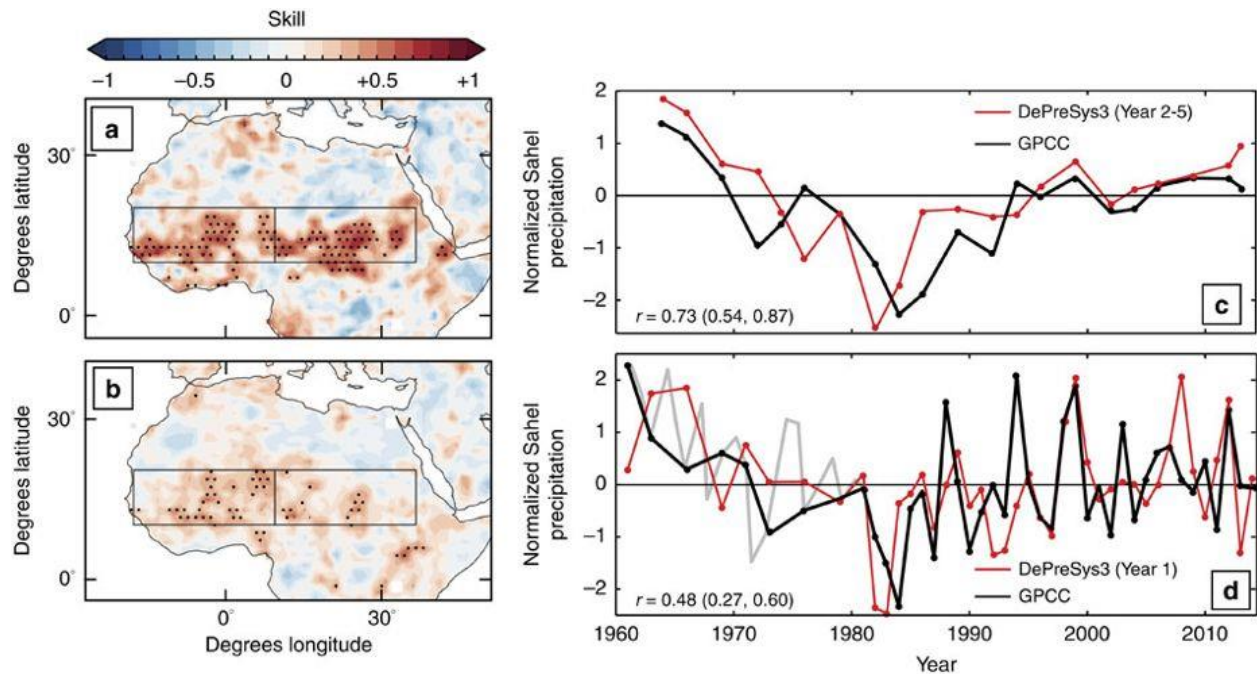 Skill
−1
−0.5
0
+0.5
+1
a
Degrees latitude
30°
0°
b
Degrees latitude
30°
0°
0°
30°
Degrees longitude
2
1
0
−1
−2
Normalized Sahel
precipitation
DePreSys3 (Year 2-5)
GPCC
r = 0.73 (0.54, 0.87)
c
2
1
0
−1
−2
Normalized Sahel
precipitation
DePreSys3 (Year 1)
GPCC
r = 0.48 (0.27, 0.60)
d
1960
1970
1980
1990
2000
2010
Year